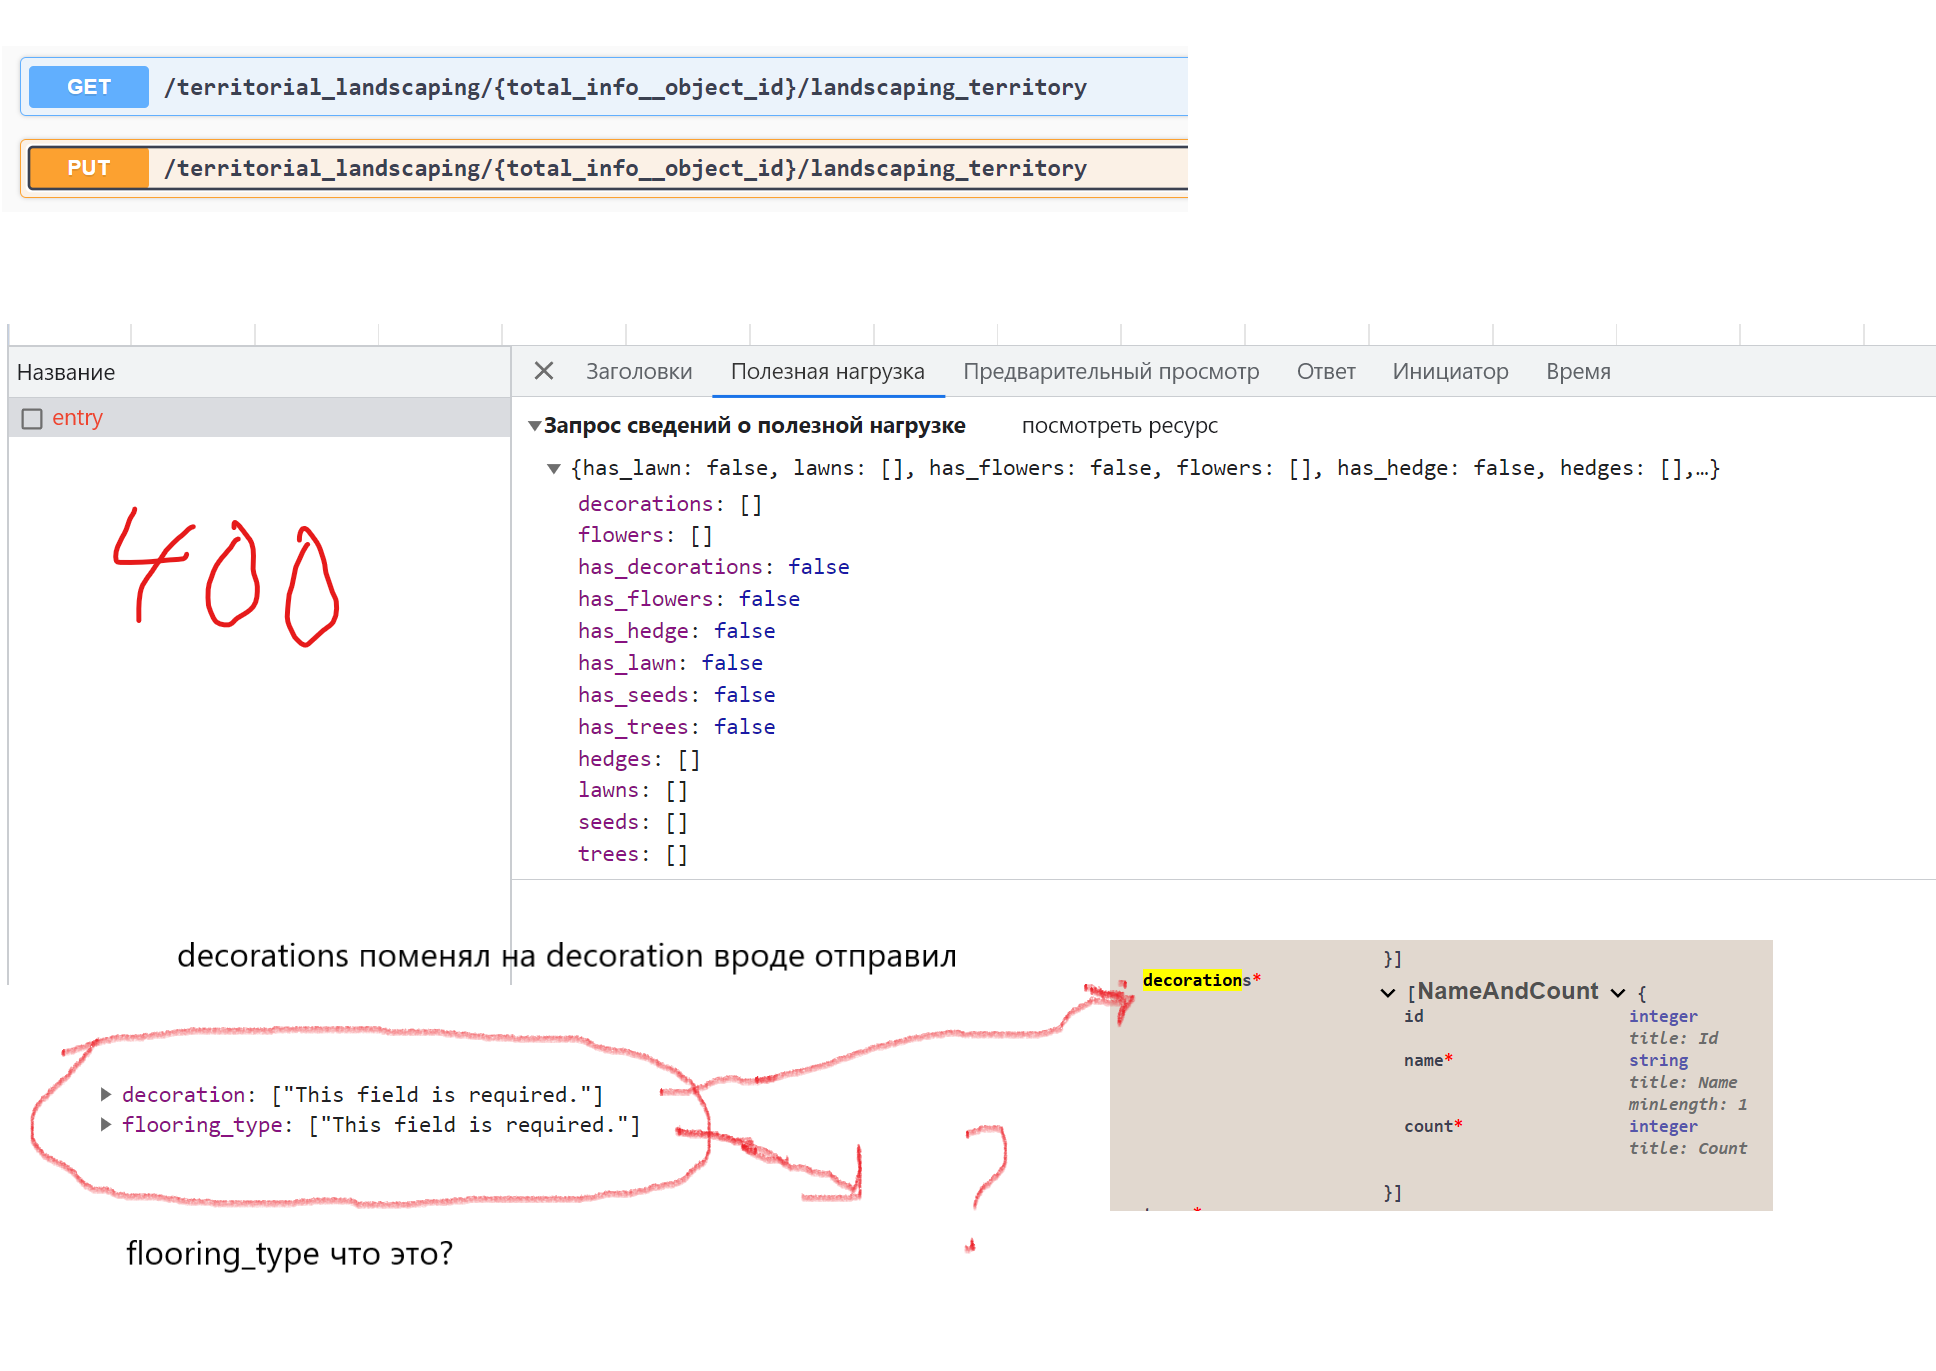 GET /territorial_landscaping/{total_info__object_id}/landscaping_territory
PUT /territorial_landscaping/{total_info__object_id}/landscaping_territory
Название
Заголовки Полезная нагрузка Предварительный просмотр Ответ Инициатор Время
entry
Запрос сведений о полезной нагрузке посмотреть ресурс
{has_lawn: false, lawns: [], has_flowers: false, flowers: [], has_hedge: false, hedges: [],…}
decorations: []
flowers: []
has_decorations: false
has_flowers: false
has_hedge: false
has_lawn: false
has_seeds: false
has_trees: false
hedges: []
lawns: []
seeds: []
trees: []
400
decorations поменял на decoration вроде отправил
decoration: ["This field is required."]
flooring_type: ["This field is required."]
flooring_type что это?
?
}]
decorations*
[NameAndCount {
id integer
title: Id
name* string
title: Name
minLength: 1
count* integer
title: Count
}]